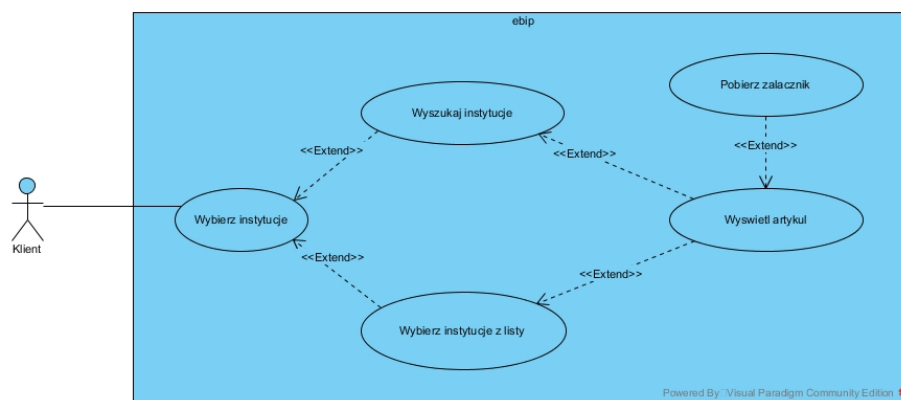 ebip
Pobierz zalacznik
Wyszukaj instytucje
<<Extend>>
<<Extend>>
<<Extend>>
Klient
Wybierz instytucje
Wyswietl artykul
<<Extend>>
<<Extend>>
Wybierz instytucje z listy
Powered By Visual Paradigm Community Edition